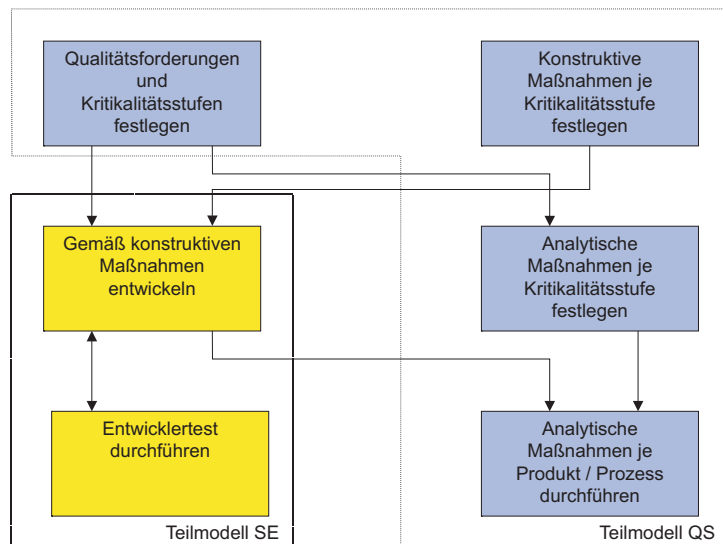 Qualitätsforderungen
und
Kritikalitätsstufen
festlegen
Konstruktive
Maßnahmen je
Kritikalitätsstufe
festlegen
Gemäß konstruktiven
Maßnahmen
entwickeln
Analytische
Maßnahmen je
Kritikalitätsstufe
festlegen
Entwicklertest
durchführen
Analytische
Maßnahmen je
Produkt / Prozess
durchführen
Teilmodell SE
Teilmodell QS